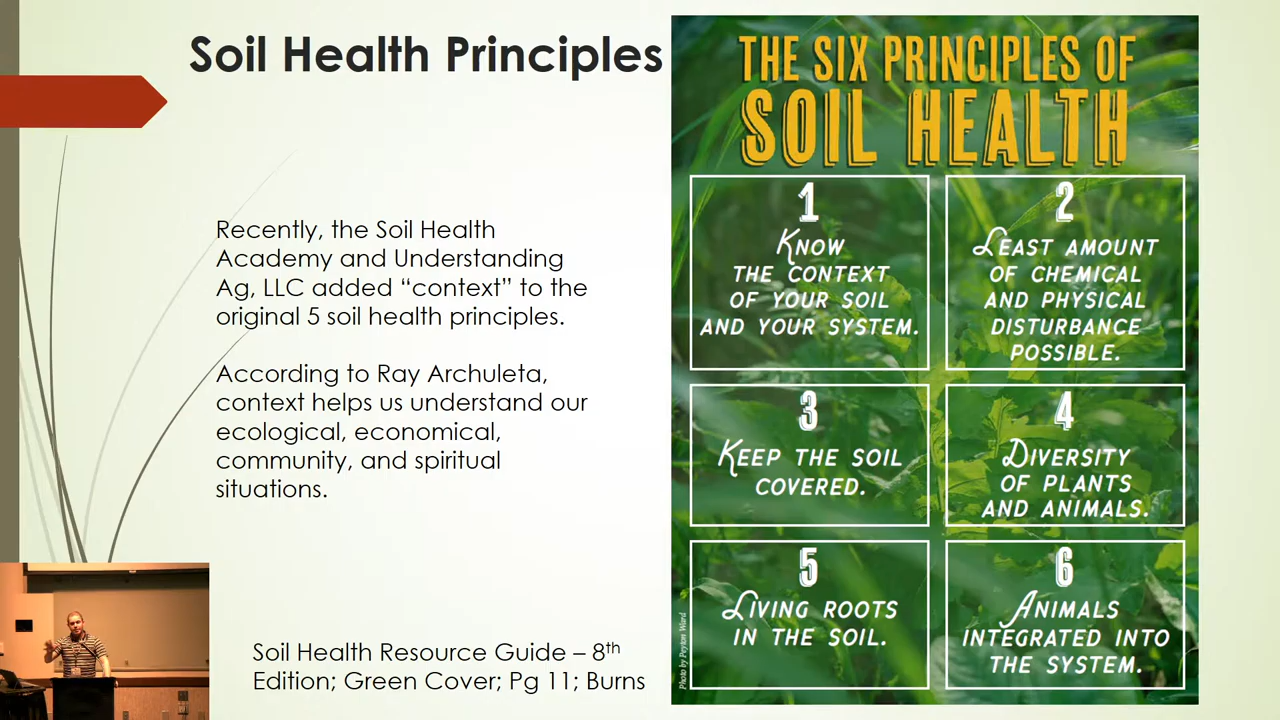 Soil Health Principles
Recently, the Soil Health
Academy and Understanding
Ag, LLC added “context” to the
original 5 soil health principles.
According to Ray Archuleta,
context helps us understand our
ecological, economical,
community, and spiritual
situations.
Soil Health Resource Guide – 8th
Edition; Green Cover; Pg 11; Burns
THE SIX PRINCIPLES OF
SOIL HEALTH
1
KNOW
THE CONTEXT
OF YOUR SOIL
AND YOUR SYSTEM.
2
LEAST AMOUNT
OF CHEMICAL
AND PHYSICAL
DISTURBANCE
POSSIBLE.
3
KEEP THE SOIL
COVERED.
4
DIVERSITY
OF PLANTS
AND ANIMALS.
5
LIVING ROOTS
IN THE SOIL.
6
ANIMALS
INTEGRATED INTO
THE SYSTEM.
Photo by Peyton Ward